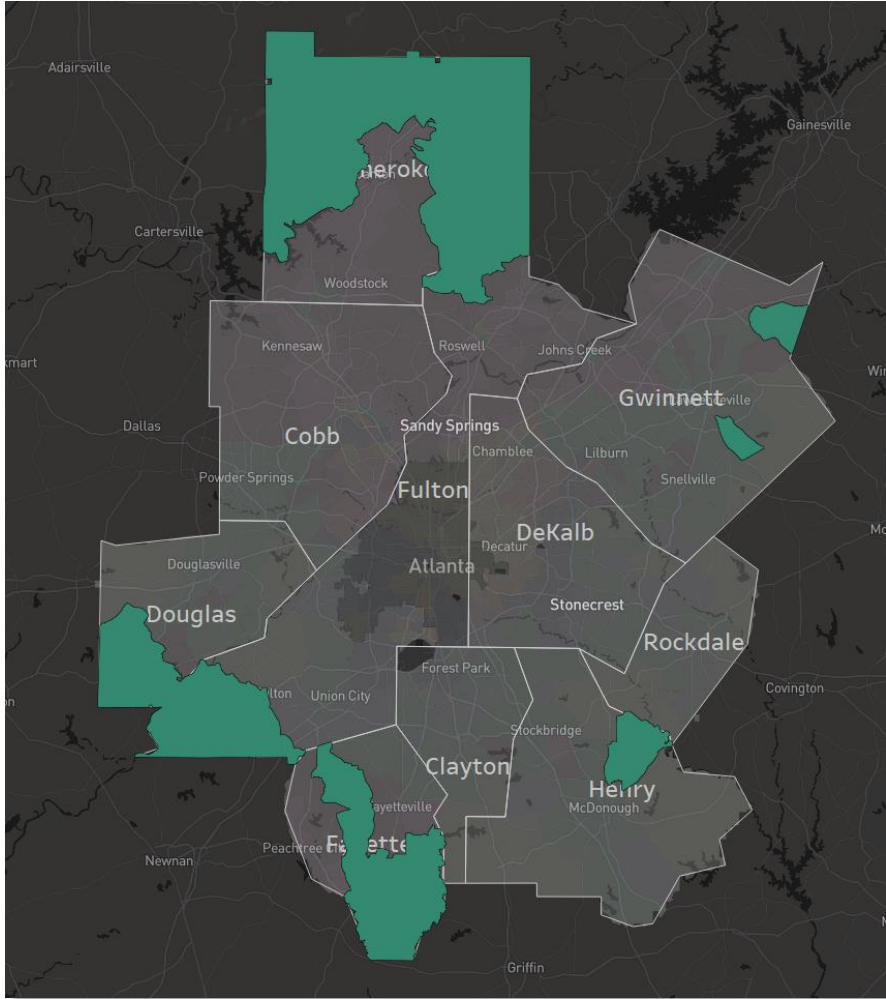 Adairsville
Gainesville
Cartersville
Woodstock
Kennesaw
Roswell
Johns Creek
Dallas
Gwinnett
Cobb
Sandy Springs
Chamblee
Lilburn
Powder Springs
Snellville
Fulton
DeKalb
Decatur
Douglasville
Atlanta
Douglas
Stonecrest
Rockdale
Forest Park
Union City
Covington
Stockbridge
Clayton
Henry
McDonough
Newnan
Griffin